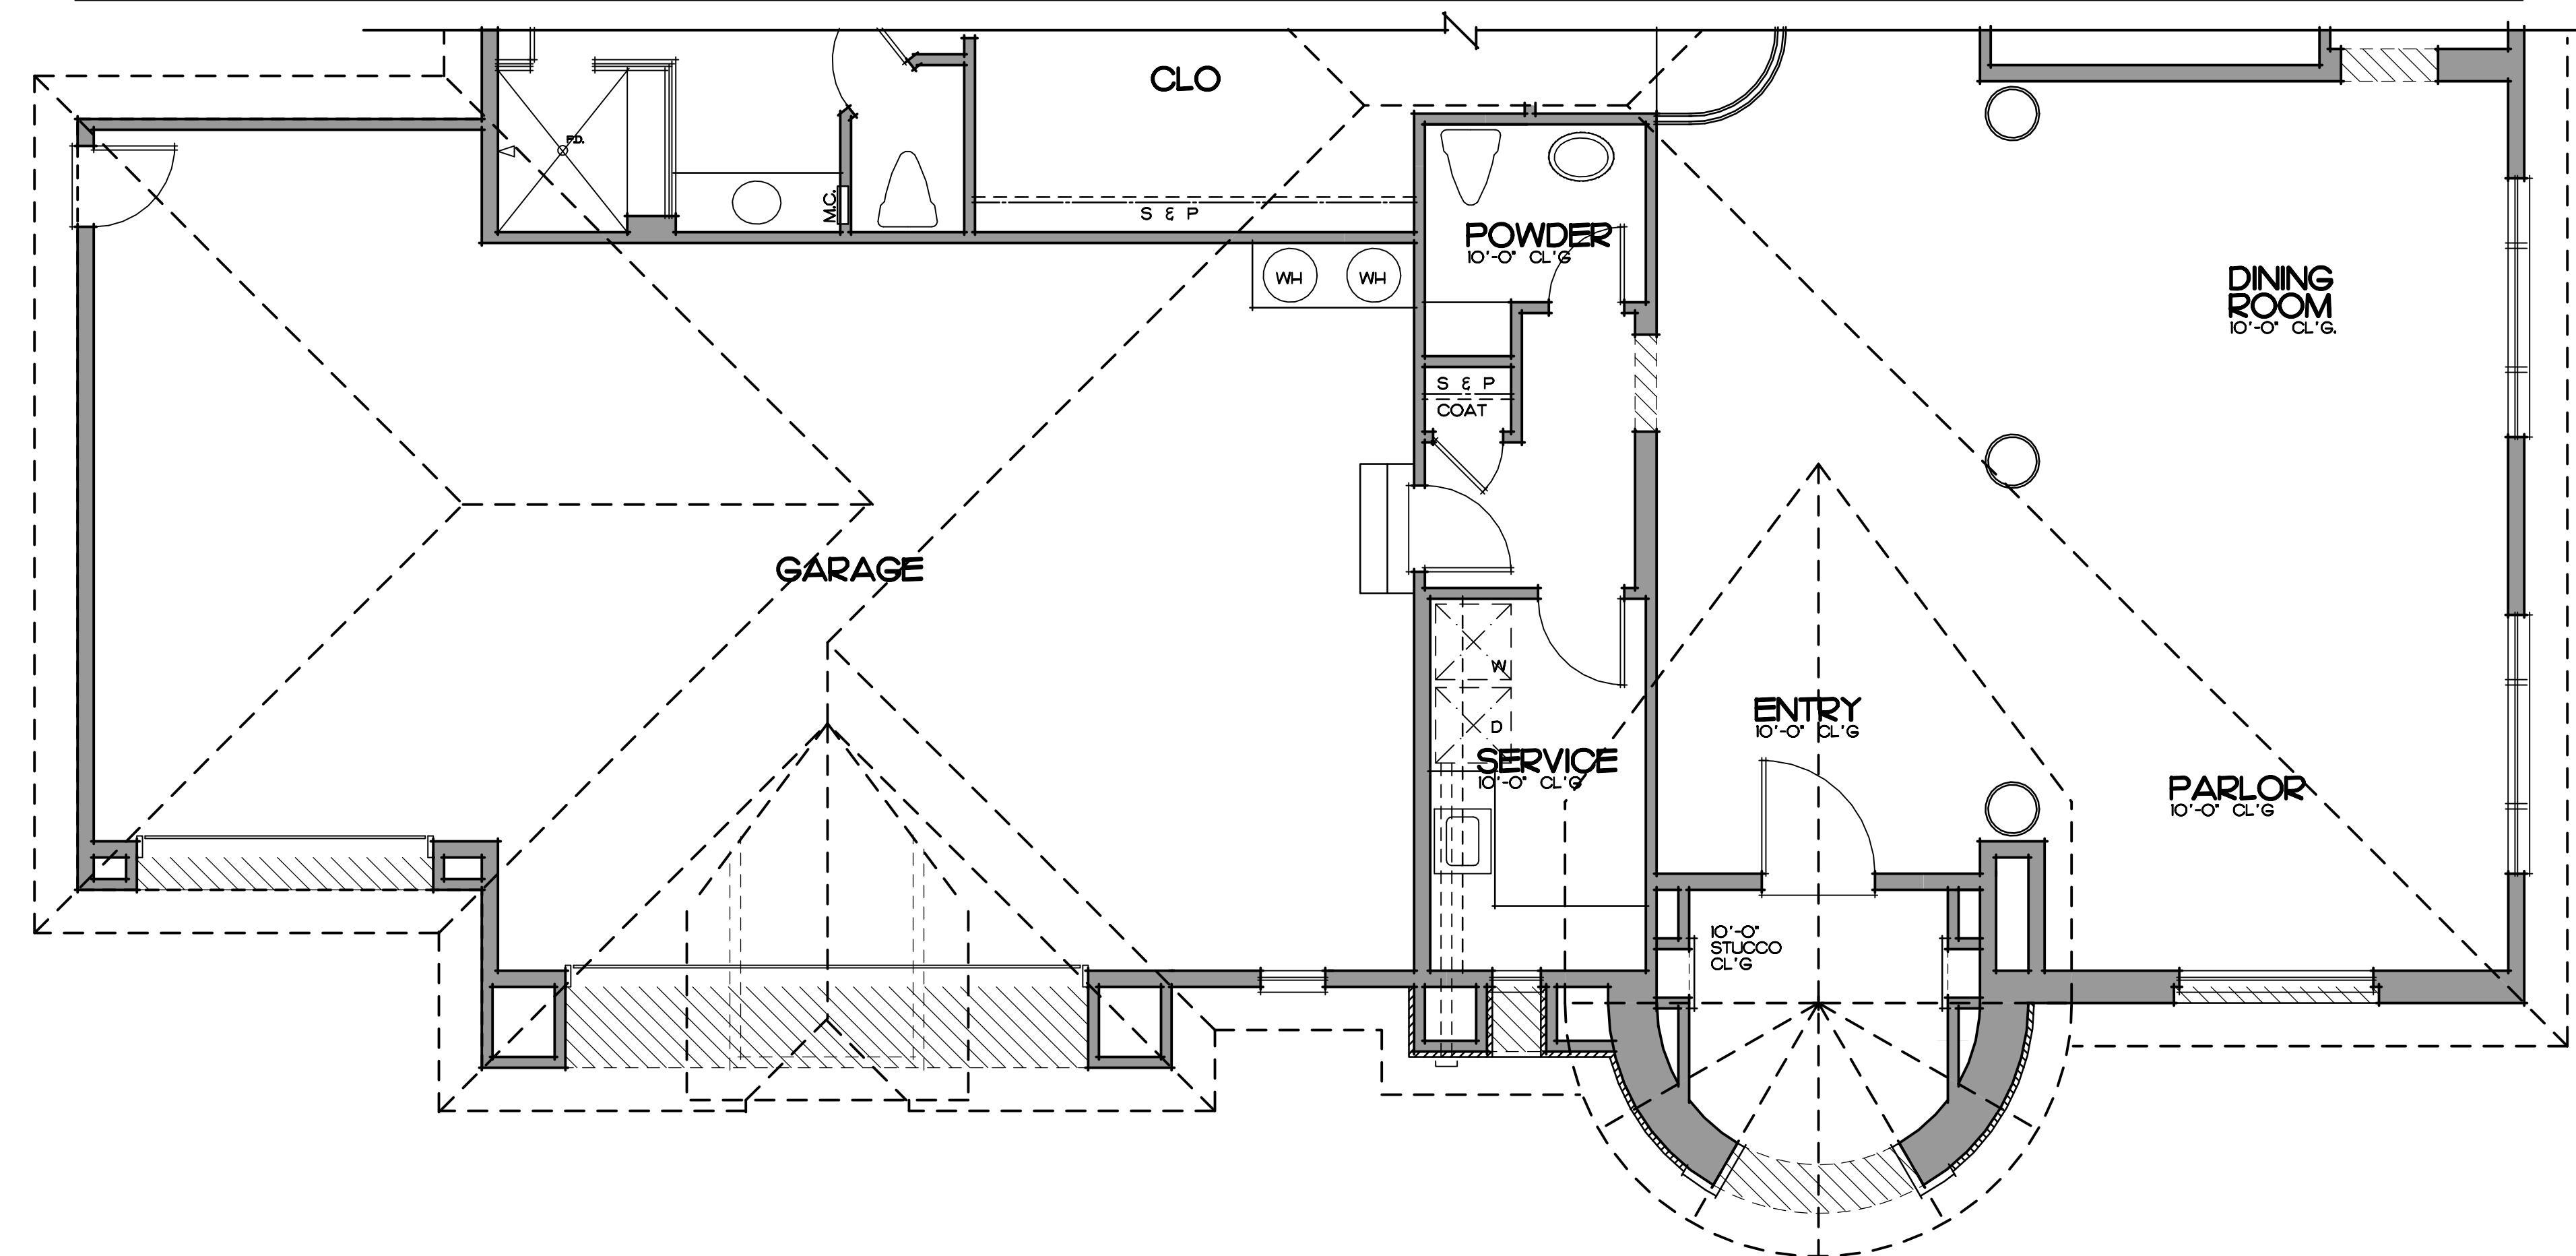 CLO
F.D.
M.C.
S & P
POWDER
10'-0" CL'G
WH
WH
DINING
ROOM
10'-0" CL'G.
S & P
COAT
GARAGE
W
D
SERVICE
10'-0" CL'G
ENTRY
10'-0" CL'G
PARLOR
10'-0" CL'G
10'-0"
STUCCO
CL'G